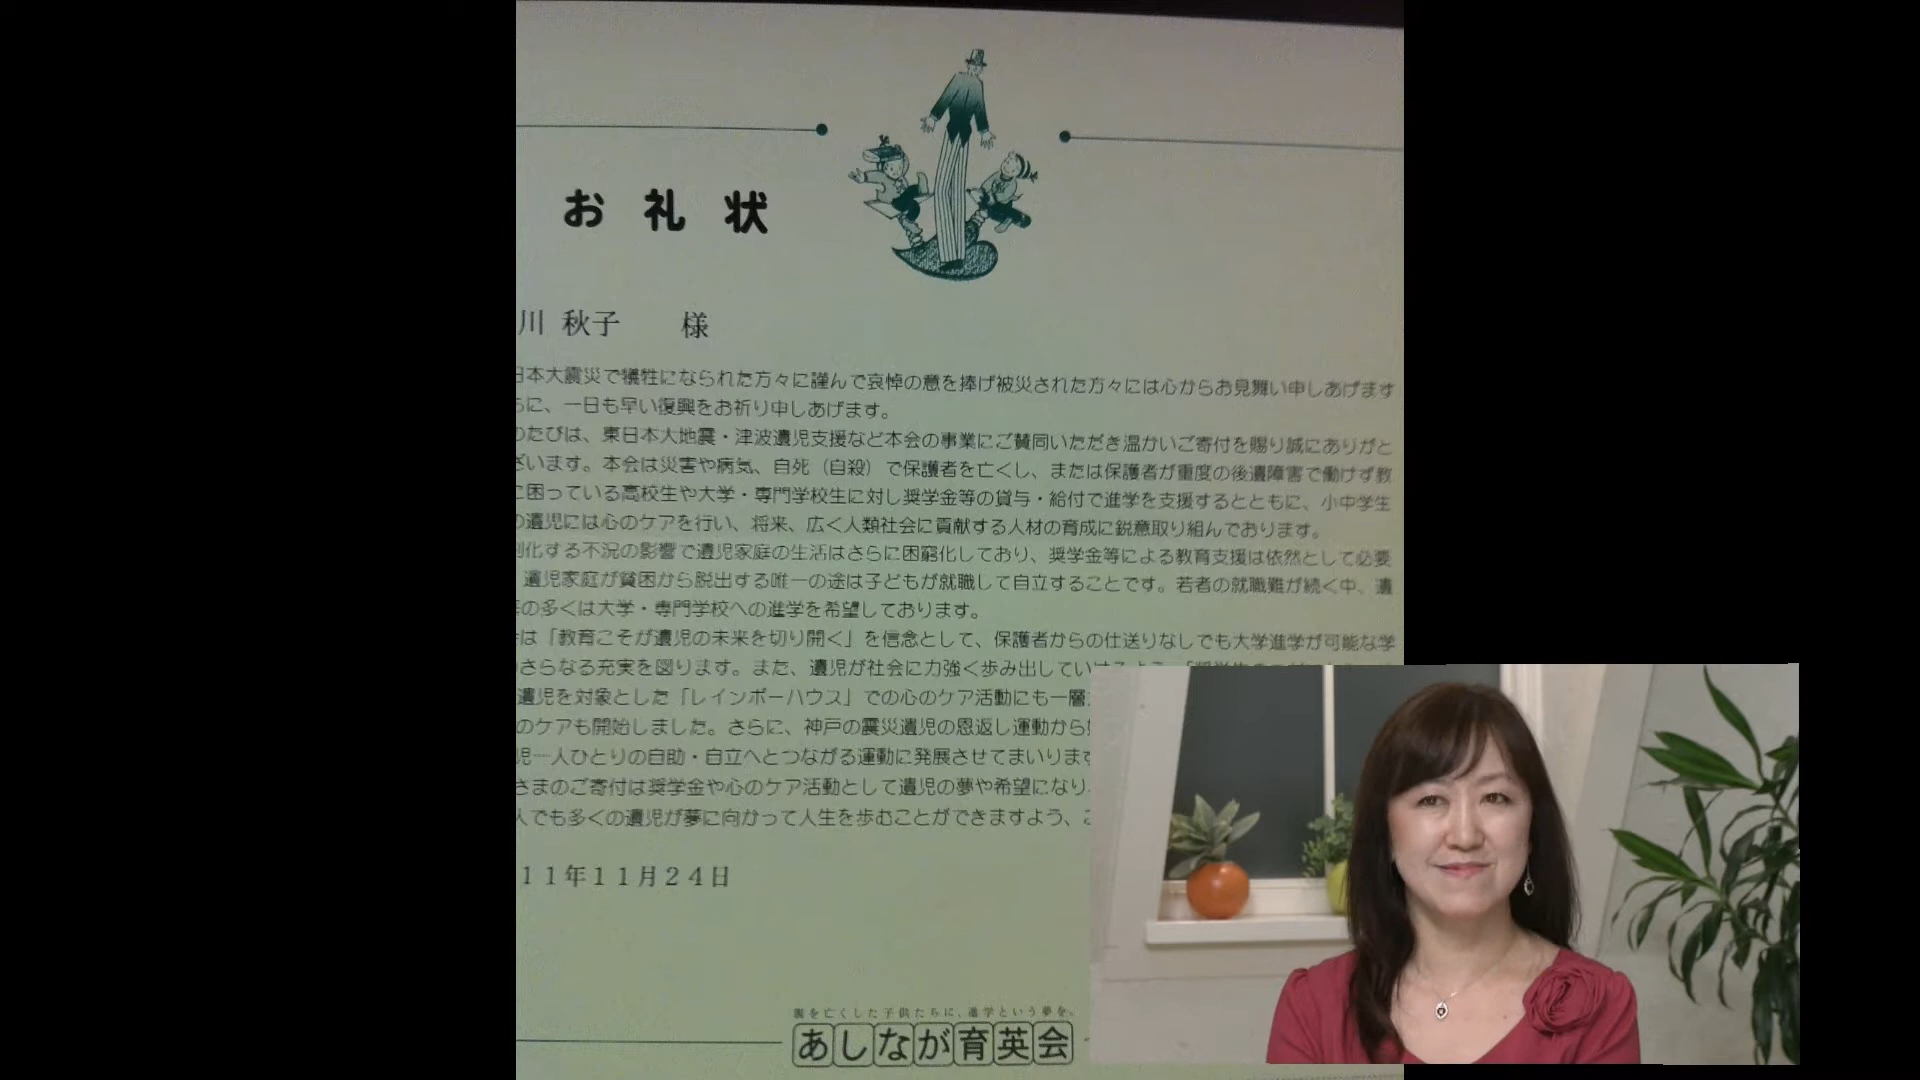 お礼状
川 秋子 様
日本大震災で犠牲になられた方々に謹んで哀悼の意を捧げ被災された方々には心からお見舞い申しあげます
らに、一日も早い復興をお祈り申しあげます。
のたびは、東日本大地震・津波遺児支援など本会の事業にご賛同いただき温かいご寄付を賜り誠にありがと
ざいます。本会は災害や病気、自死（自殺）で保護者を亡くし、または保護者が重度の後遺障害で働けず教
に困っている高校生や大学・専門学校生に対し奨学金等の貸与・給付で進学を支援するとともに、小中学生
の遺児には心のケアを行い、将来、広く人類社会に貢献する人材の育成に鋭意取り組んでおります。
刻化する不況の影響で遺児家庭の生活はさらに困窮化しており、奨学金等による教育支援は依然として必要
遺児家庭が貧困から脱出する唯一の途は子どもが就職して自立することです。若者の就職難が続く中、遺
の多くは大学・専門学校への進学を希望しております。
は「教育こそが遺児の未来を切り開く」を信念として、保護者からの仕送りなしでも大学進学が可能な学
さらなる充実を図ります。また、遺児が社会に力強く歩み出してい
遺児を対象とした「レインボーハウス」での心のケア活動にも一層
のケアも開始しました。さらに、神戸の震災遺児の恩返し運動から
児一人ひとりの自助・自立へとつながる運動に発展させてまいります
さまのご寄付は奨学金や心のケア活動として遺児の夢や希望になり
人でも多くの遺児が夢に向かって人生を歩むことができますよう、
11年11月24日
親を亡くした子供たちに、進学という夢を。
あしなが育英会